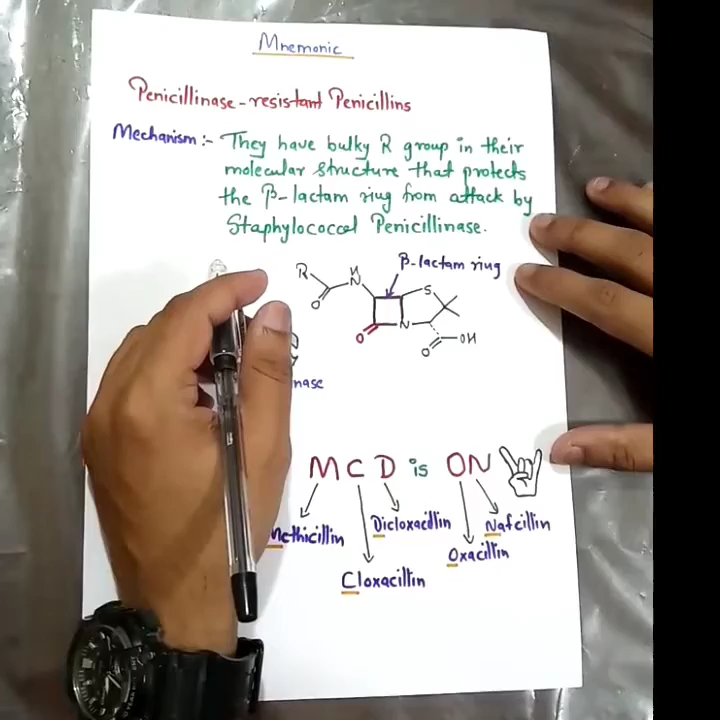 Mnemonic
Penicillinase-resistant Penicillins
Mechanism:- They have bulky R group in their
molecular structure that protects
the β-lactam ring from attack by
Staphylococcal Penicillinase.
β-lactam ring
R
H
N
S
O
O
N
O
OH
nase
MCD is ON
Methicillin
Dicloxacillin
Nafcillin
Oxacillin
Cloxacillin